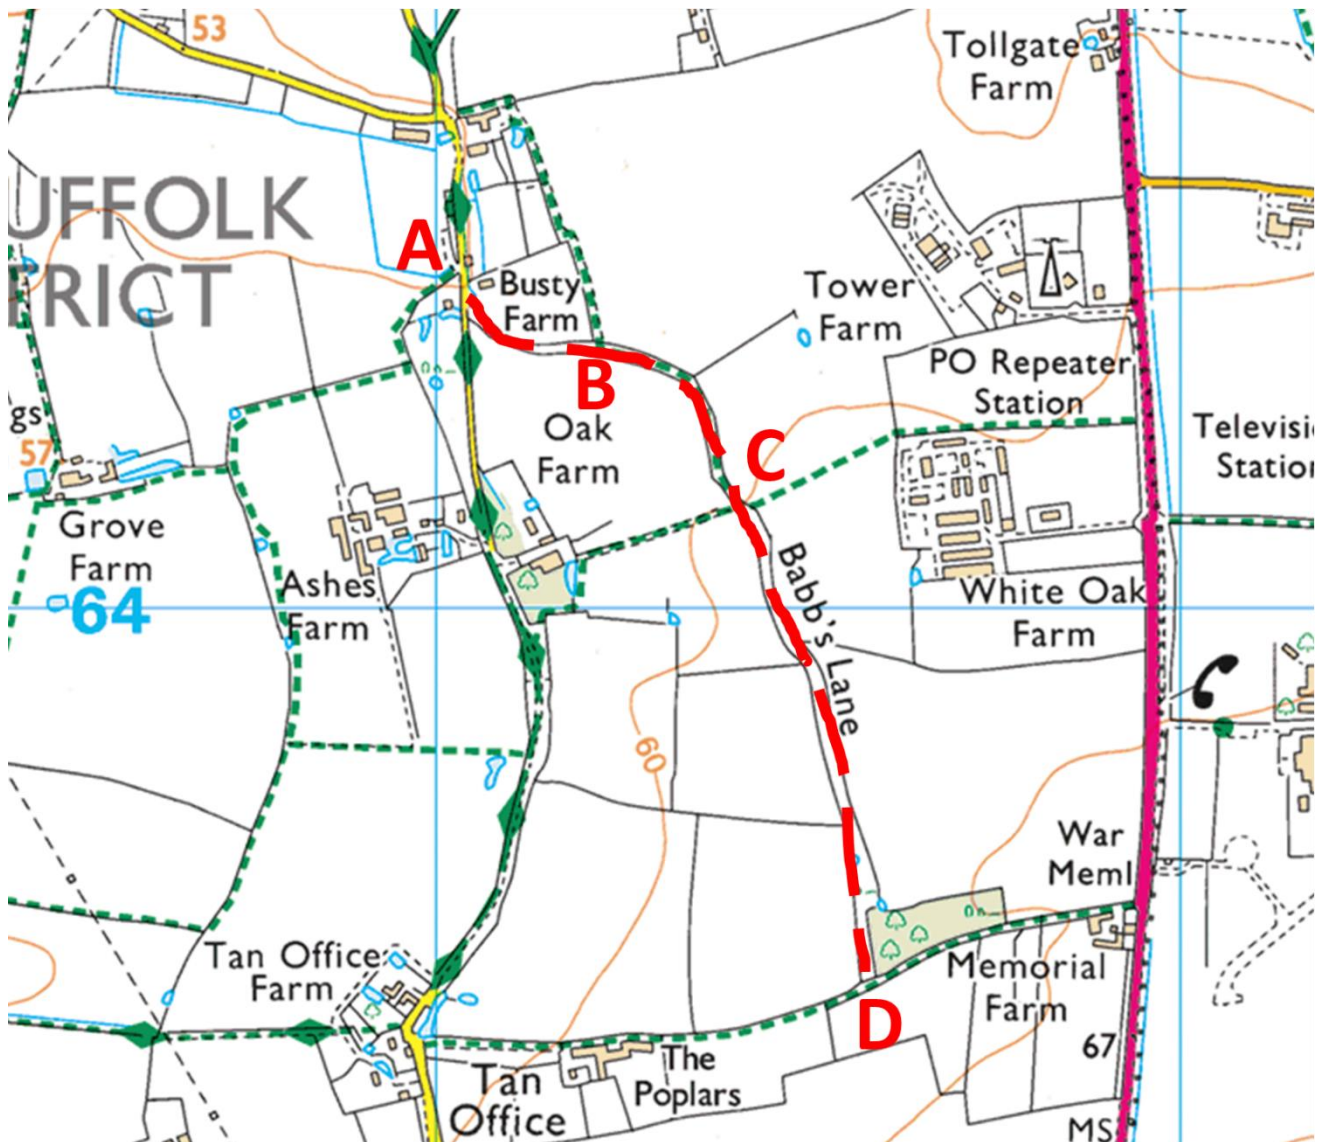 53
Tollgate
Farm
UFFOLK
TRICT
A
Busty
Farm
Tower
Farm
B
PO Repeater
Station
gs
57
Oak
Farm
C
Televisi
Station
Grove
Farm
64
Ashes
Farm
Babb's Lane
White Oak
Farm
60
War
Meml
Tan Office
Farm
Memorial
Farm
D
67
The
Poplars
Tan
Office
MS